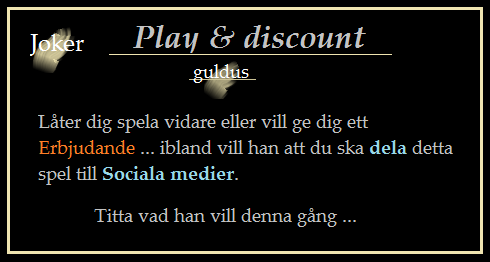 Joker
Play & discount
guldus
Låter dig spela vidare eller vill ge dig ett
Erbjudande ... ibland vill han att du ska dela detta
spel till Sociala medier.
Titta vad han vill denna gång ...